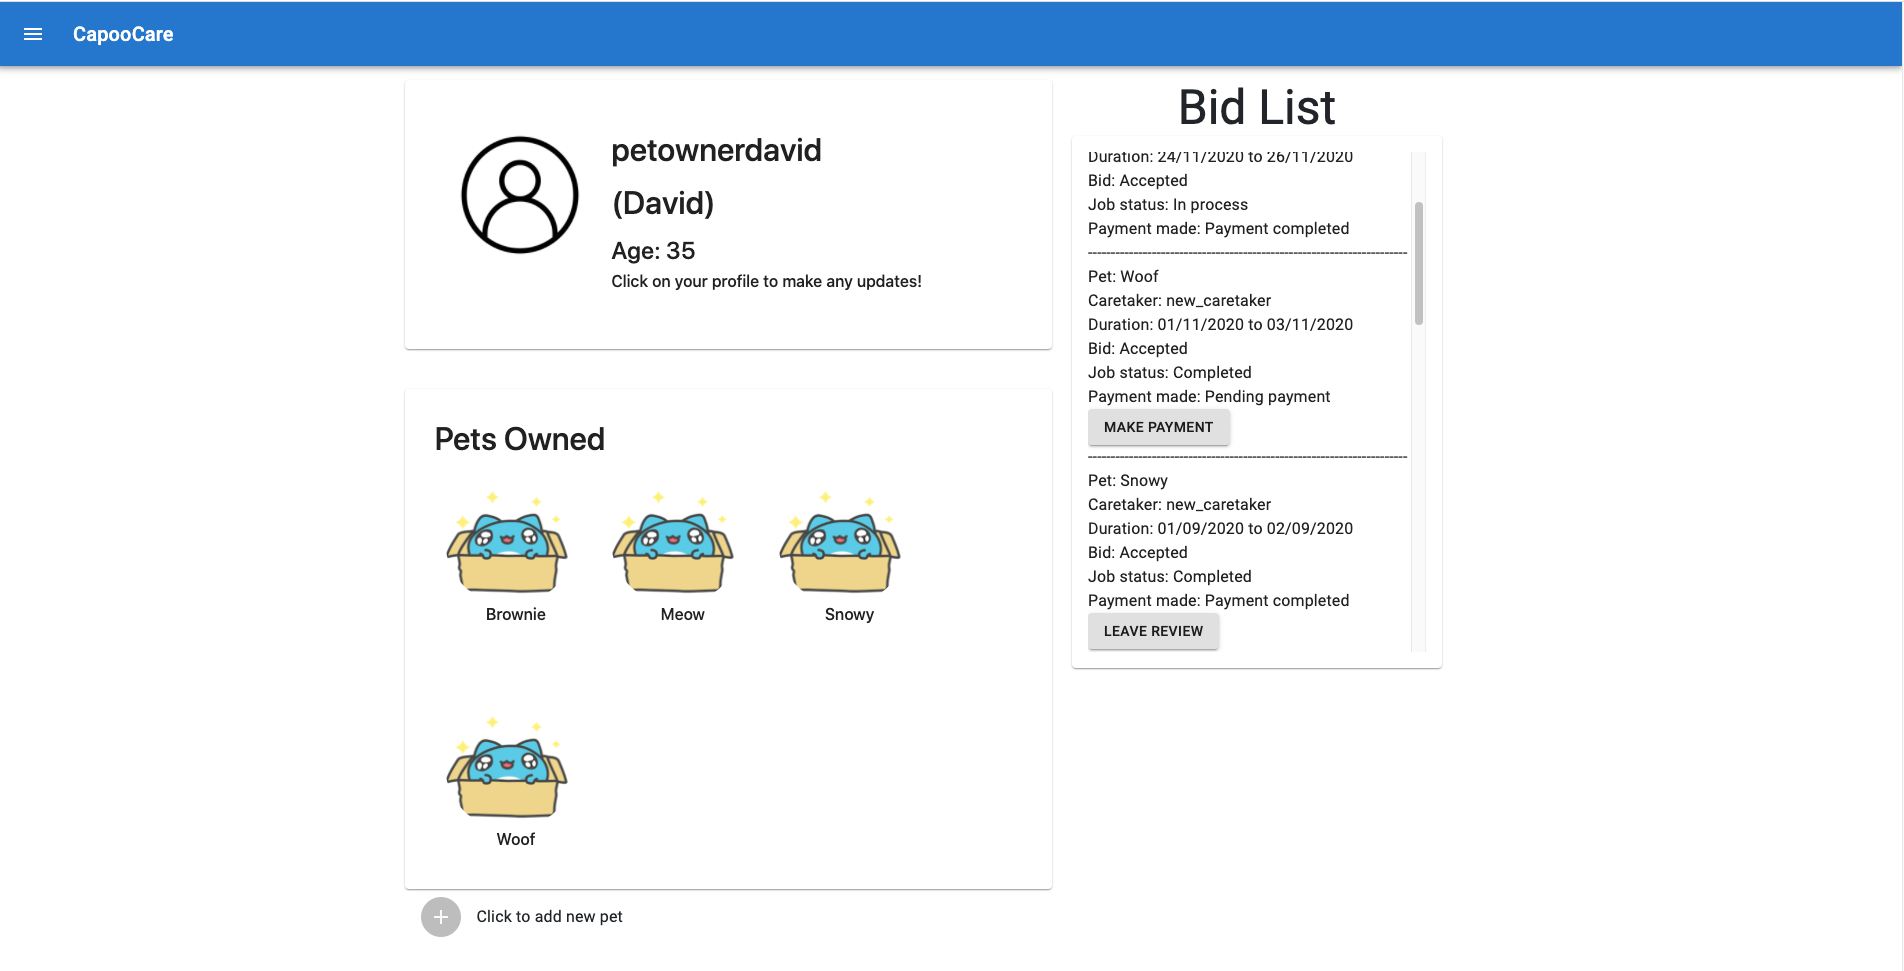 CapooCare
petownerdavid
(David)
Age: 35
Click on your profile to make any updates!
Pets Owned
Brownie
Meow
Snowy
Woof
Click to add new pet
Bid List
Duration: 24/11/2020 to 26/11/2020
Bid: Accepted
Job status: In process
Payment made: Payment completed
--------------------------------------------------------------------
Pet: Woof
Caretaker: new_caretaker
Duration: 01/11/2020 to 03/11/2020
Bid: Accepted
Job status: Completed
Payment made: Pending payment
MAKE PAYMENT
--------------------------------------------------------------------
Pet: Snowy
Caretaker: new_caretaker
Duration: 01/09/2020 to 02/09/2020
Bid: Accepted
Job status: Completed
Payment made: Payment completed
LEAVE REVIEW